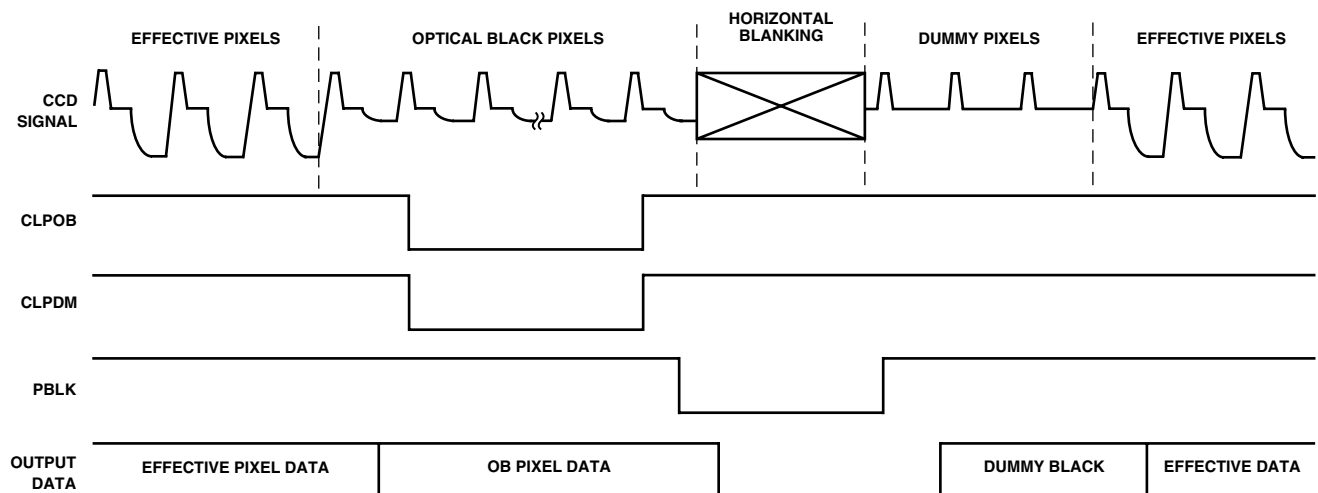 EFFECTIVE PIXELS
OPTICAL BLACK PIXELS
HORIZONTAL
BLANKING
DUMMY PIXELS
EFFECTIVE PIXELS
CCD
SIGNAL
CLPOB
CLPDM
PBLK
OUTPUT
DATA
EFFECTIVE PIXEL DATA
OB PIXEL DATA
DUMMY BLACK
EFFECTIVE DATA